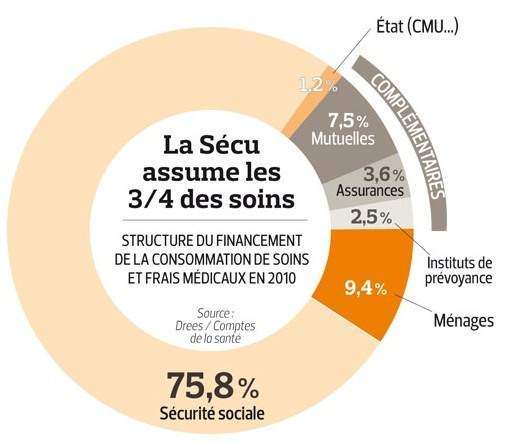 État (CMU...)
1,2%
COMPLÉMENTAIRES
7,5%
Mutuelles
3,6%
Assurances
2,5%
Instituts de
prévoyance
9,4%
Ménages
La Sécu
assume les
3/4 des soins
STRUCTURE DU FINANCEMENT
DE LA CONSOMMATION DE SOINS
ET FRAIS MÉDICAUX EN 2010
Source :
Drees / Comptes
de la santé
75,8%
Sécurité sociale